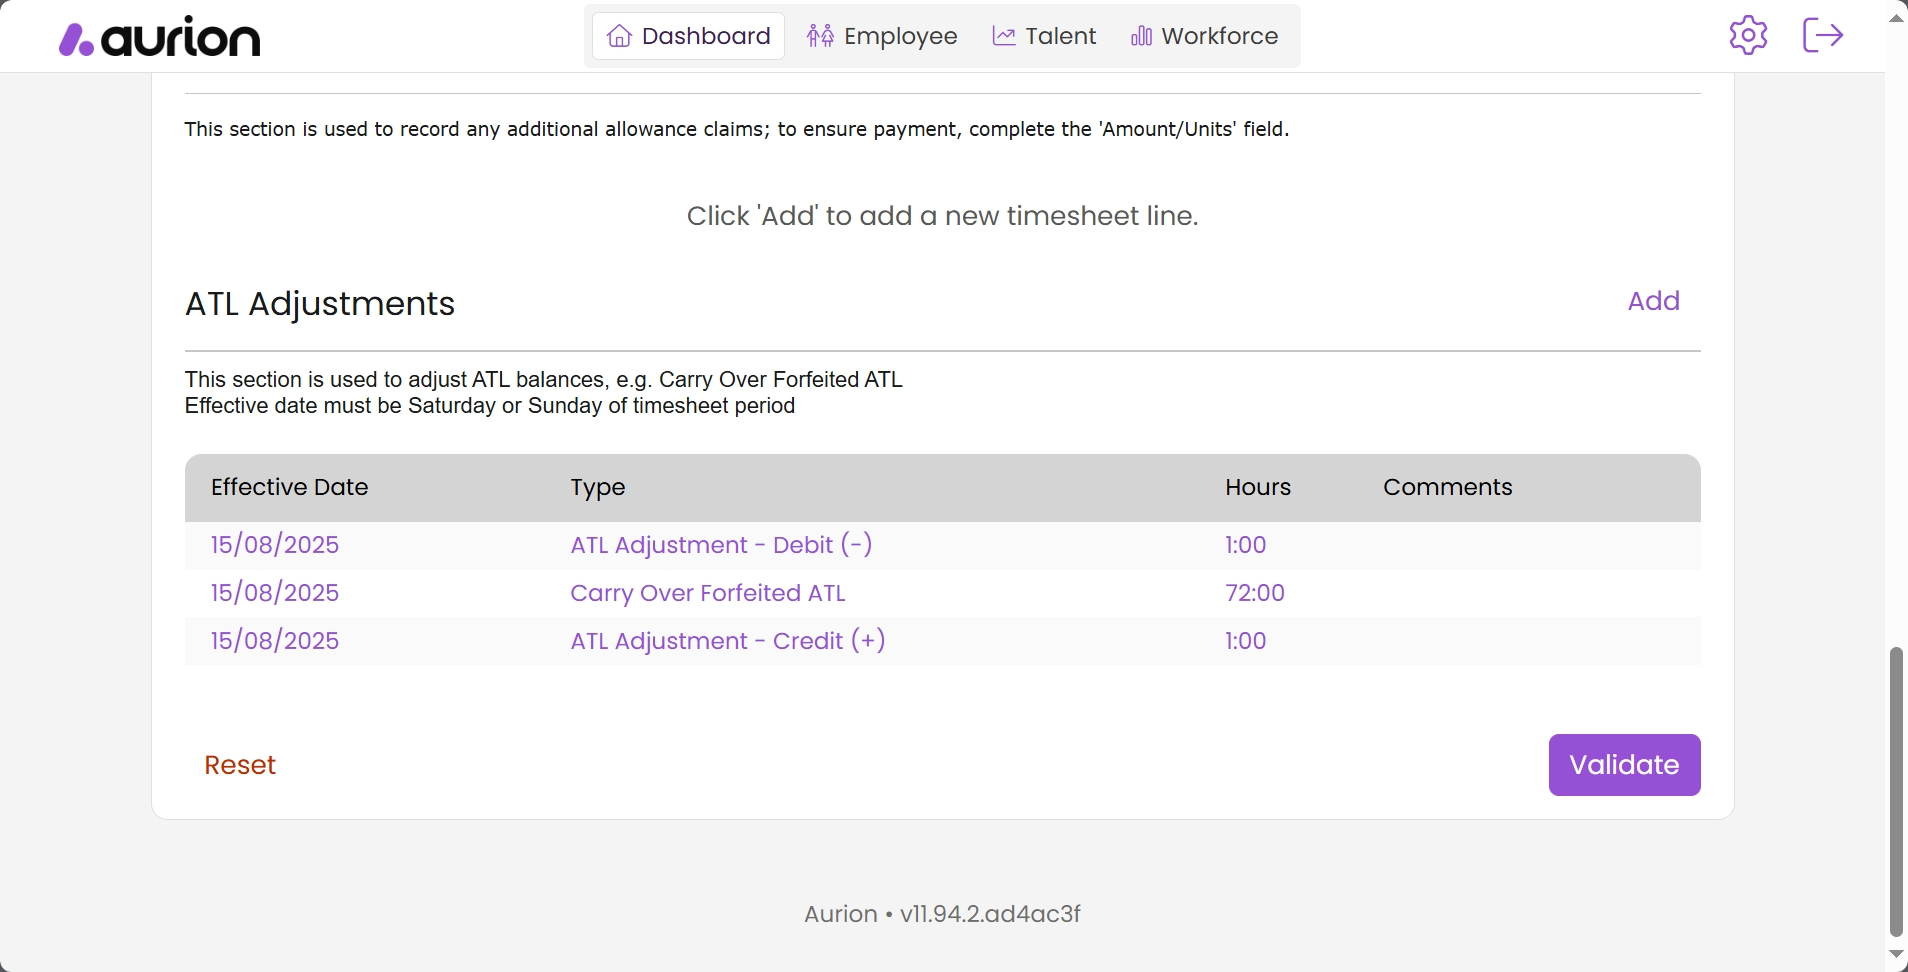 aurion
Dashboard
Employee
Talent
Workforce
This section is used to record any additional allowance claims; to ensure payment, complete the 'Amount/Units' field.
Click 'Add' to add a new timesheet line.
ATL Adjustments
Add
This section is used to adjust ATL balances, e.g. Carry Over Forfeited ATL
Effective date must be Saturday or Sunday of timesheet period
Effective Date Type Hours Comments
15/08/2025 ATL Adjustment - Debit (-) 1:00
15/08/2025 Carry Over Forfeited ATL 72:00
15/08/2025 ATL Adjustment - Credit (+) 1:00
Reset
Validate
Aurion • v11.94.2.ad4ac3f